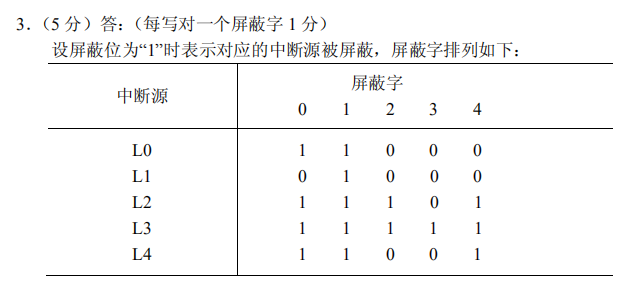 3.（5 分）答：（每写对一个屏蔽字 1 分）
设屏蔽位为“1”时表示对应的中断源被屏蔽，屏蔽字排列如下：
中断源 屏蔽字
0 1 2 3 4
L0 1 1 0 0 0
L1 0 1 0 0 0
L2 1 1 1 0 1
L3 1 1 1 1 1
L4 1 1 0 0 1